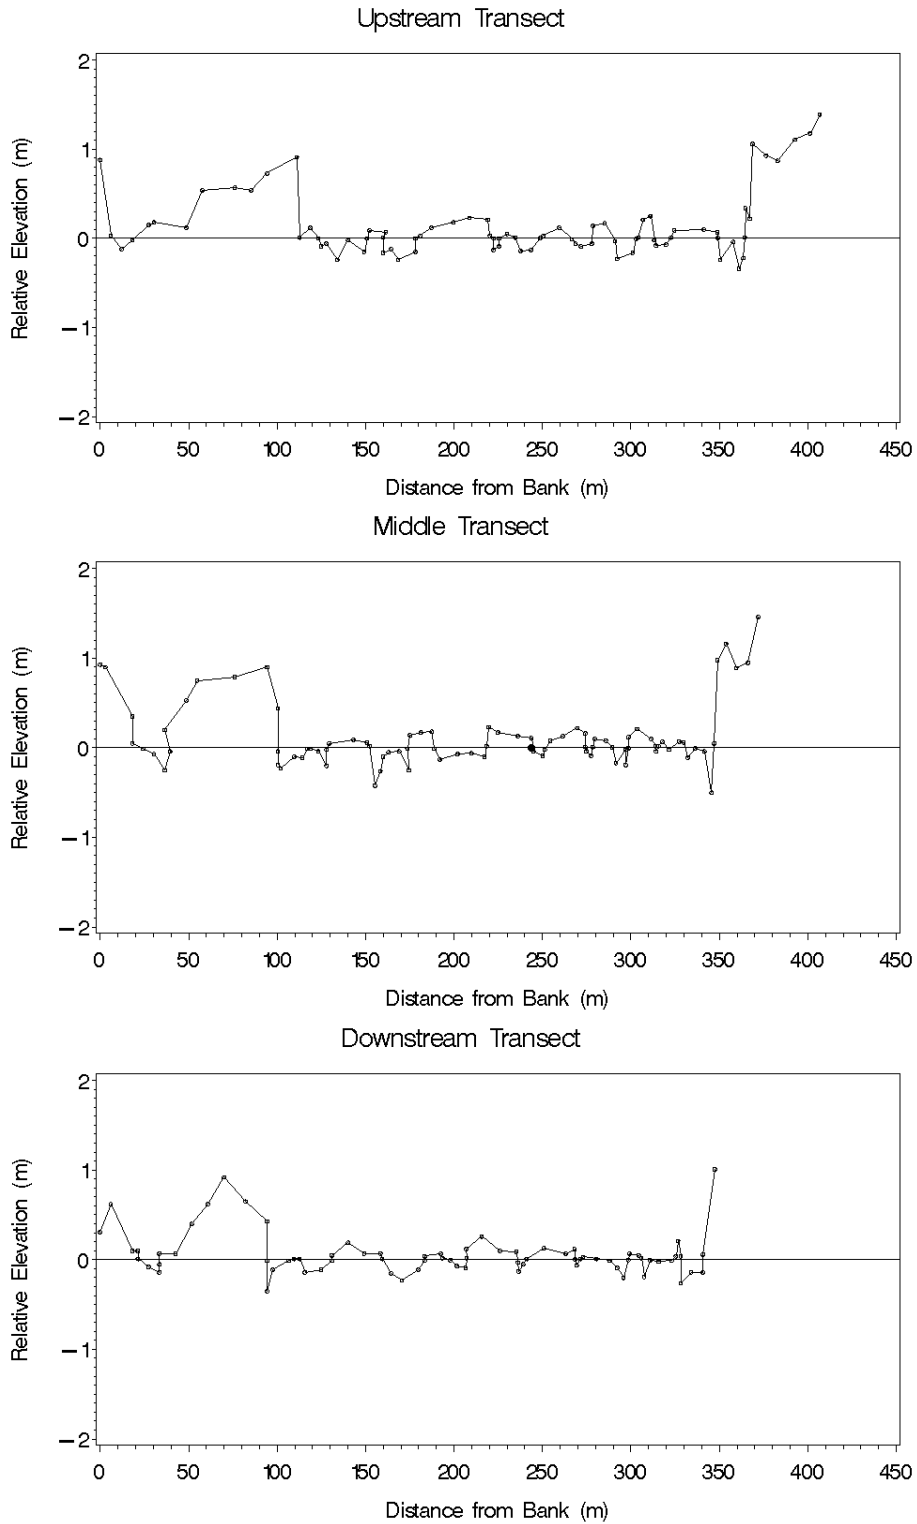 Upstream Transect
2
1
0
−1
−2
Relative Elevation (m)
0 50 100 150 200 250 300 350 400 450
Distance from Bank (m)
Middle Transect
2
1
0
−1
−2
Relative Elevation (m)
0 50 100 150 200 250 300 350 400 450
Distance from Bank (m)
Downstream Transect
2
1
0
−1
−2
Relative Elevation (m)
0 50 100 150 200 250 300 350 400 450
Distance from Bank (m)